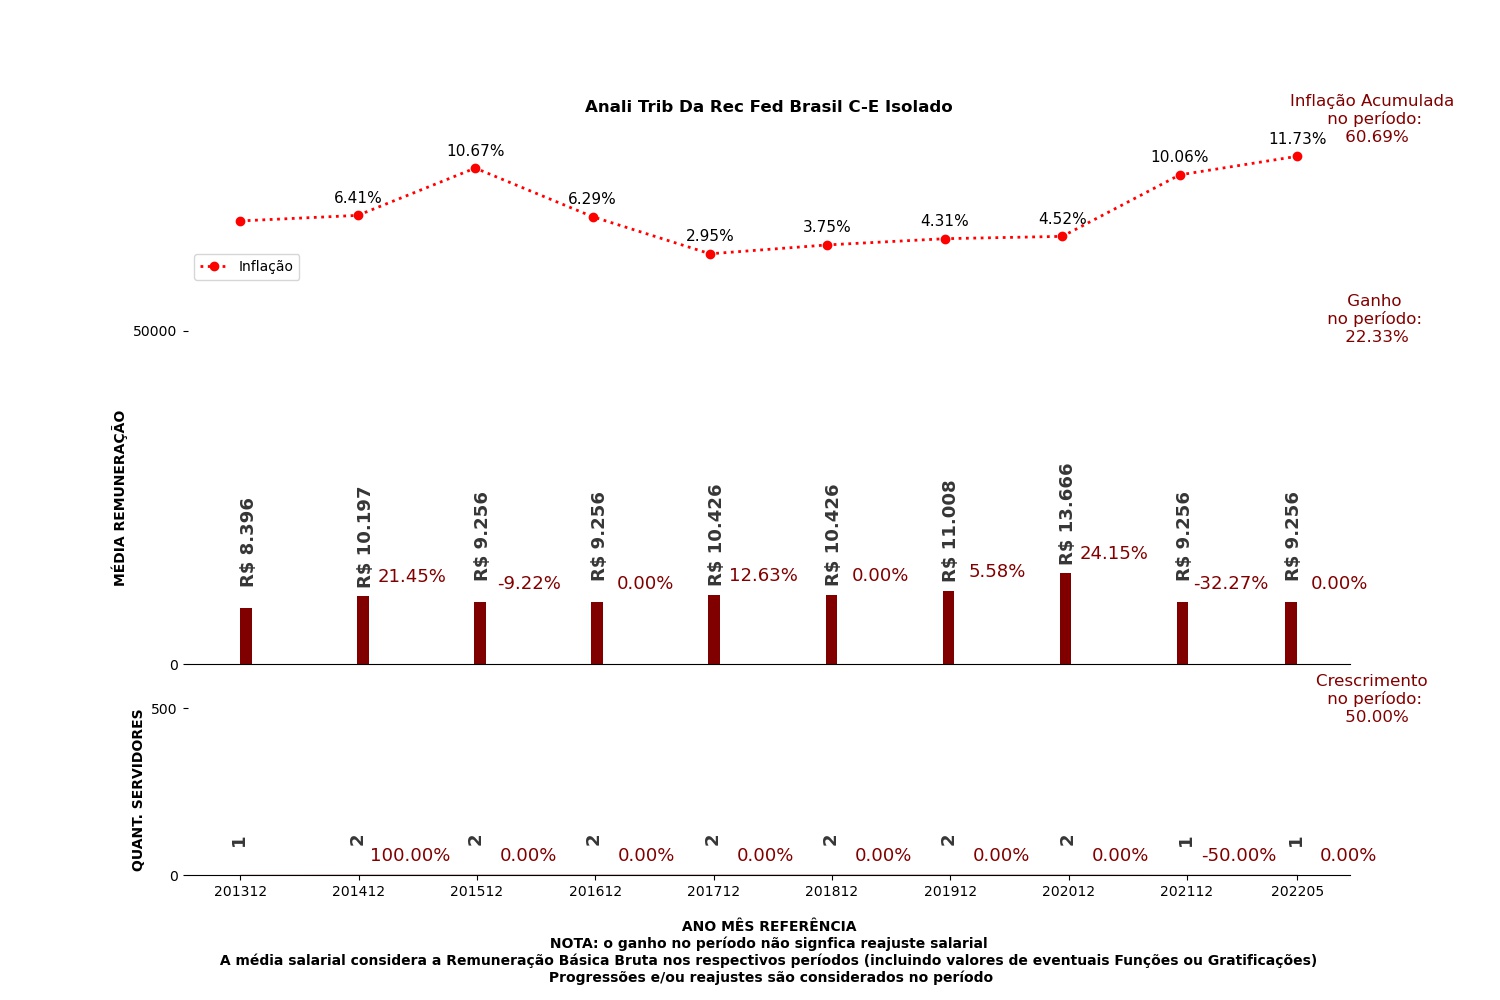 Anali Trib Da Rec Fed Brasil C-E Isolado
Inflação Acumulada
no período:
60.69%
6.41%
10.67%
6.29%
2.95%
3.75%
4.31%
4.52%
10.06%
11.73%
Inflação
Ganho
no período:
22.33%
50000
0
MÉDIA REMUNERAÇÃO
R$ 8.396
R$ 10.197
R$ 9.256
R$ 9.256
R$ 10.426
R$ 10.426
R$ 11.008
R$ 13.666
R$ 9.256
R$ 9.256
21.45%
-9.22%
0.00%
12.63%
0.00%
5.58%
24.15%
-32.27%
0.00%
Crescrimento
no período:
50.00%
500
0
QUANT. SERVIDORES
1
2
2
2
2
2
2
2
1
1
100.00%
0.00%
0.00%
0.00%
0.00%
0.00%
0.00%
-50.00%
0.00%
201312
201412
201512
201612
201712
201812
201912
202012
202112
202205
ANO MÊS REFERÊNCIA
NOTA: o ganho no período não signfica reajuste salarial
A média salarial considera a Remuneração Básica Bruta nos respectivos períodos (incluindo valores de eventuais Funções ou Gratificações)
Progressões e/ou reajustes são considerados no período